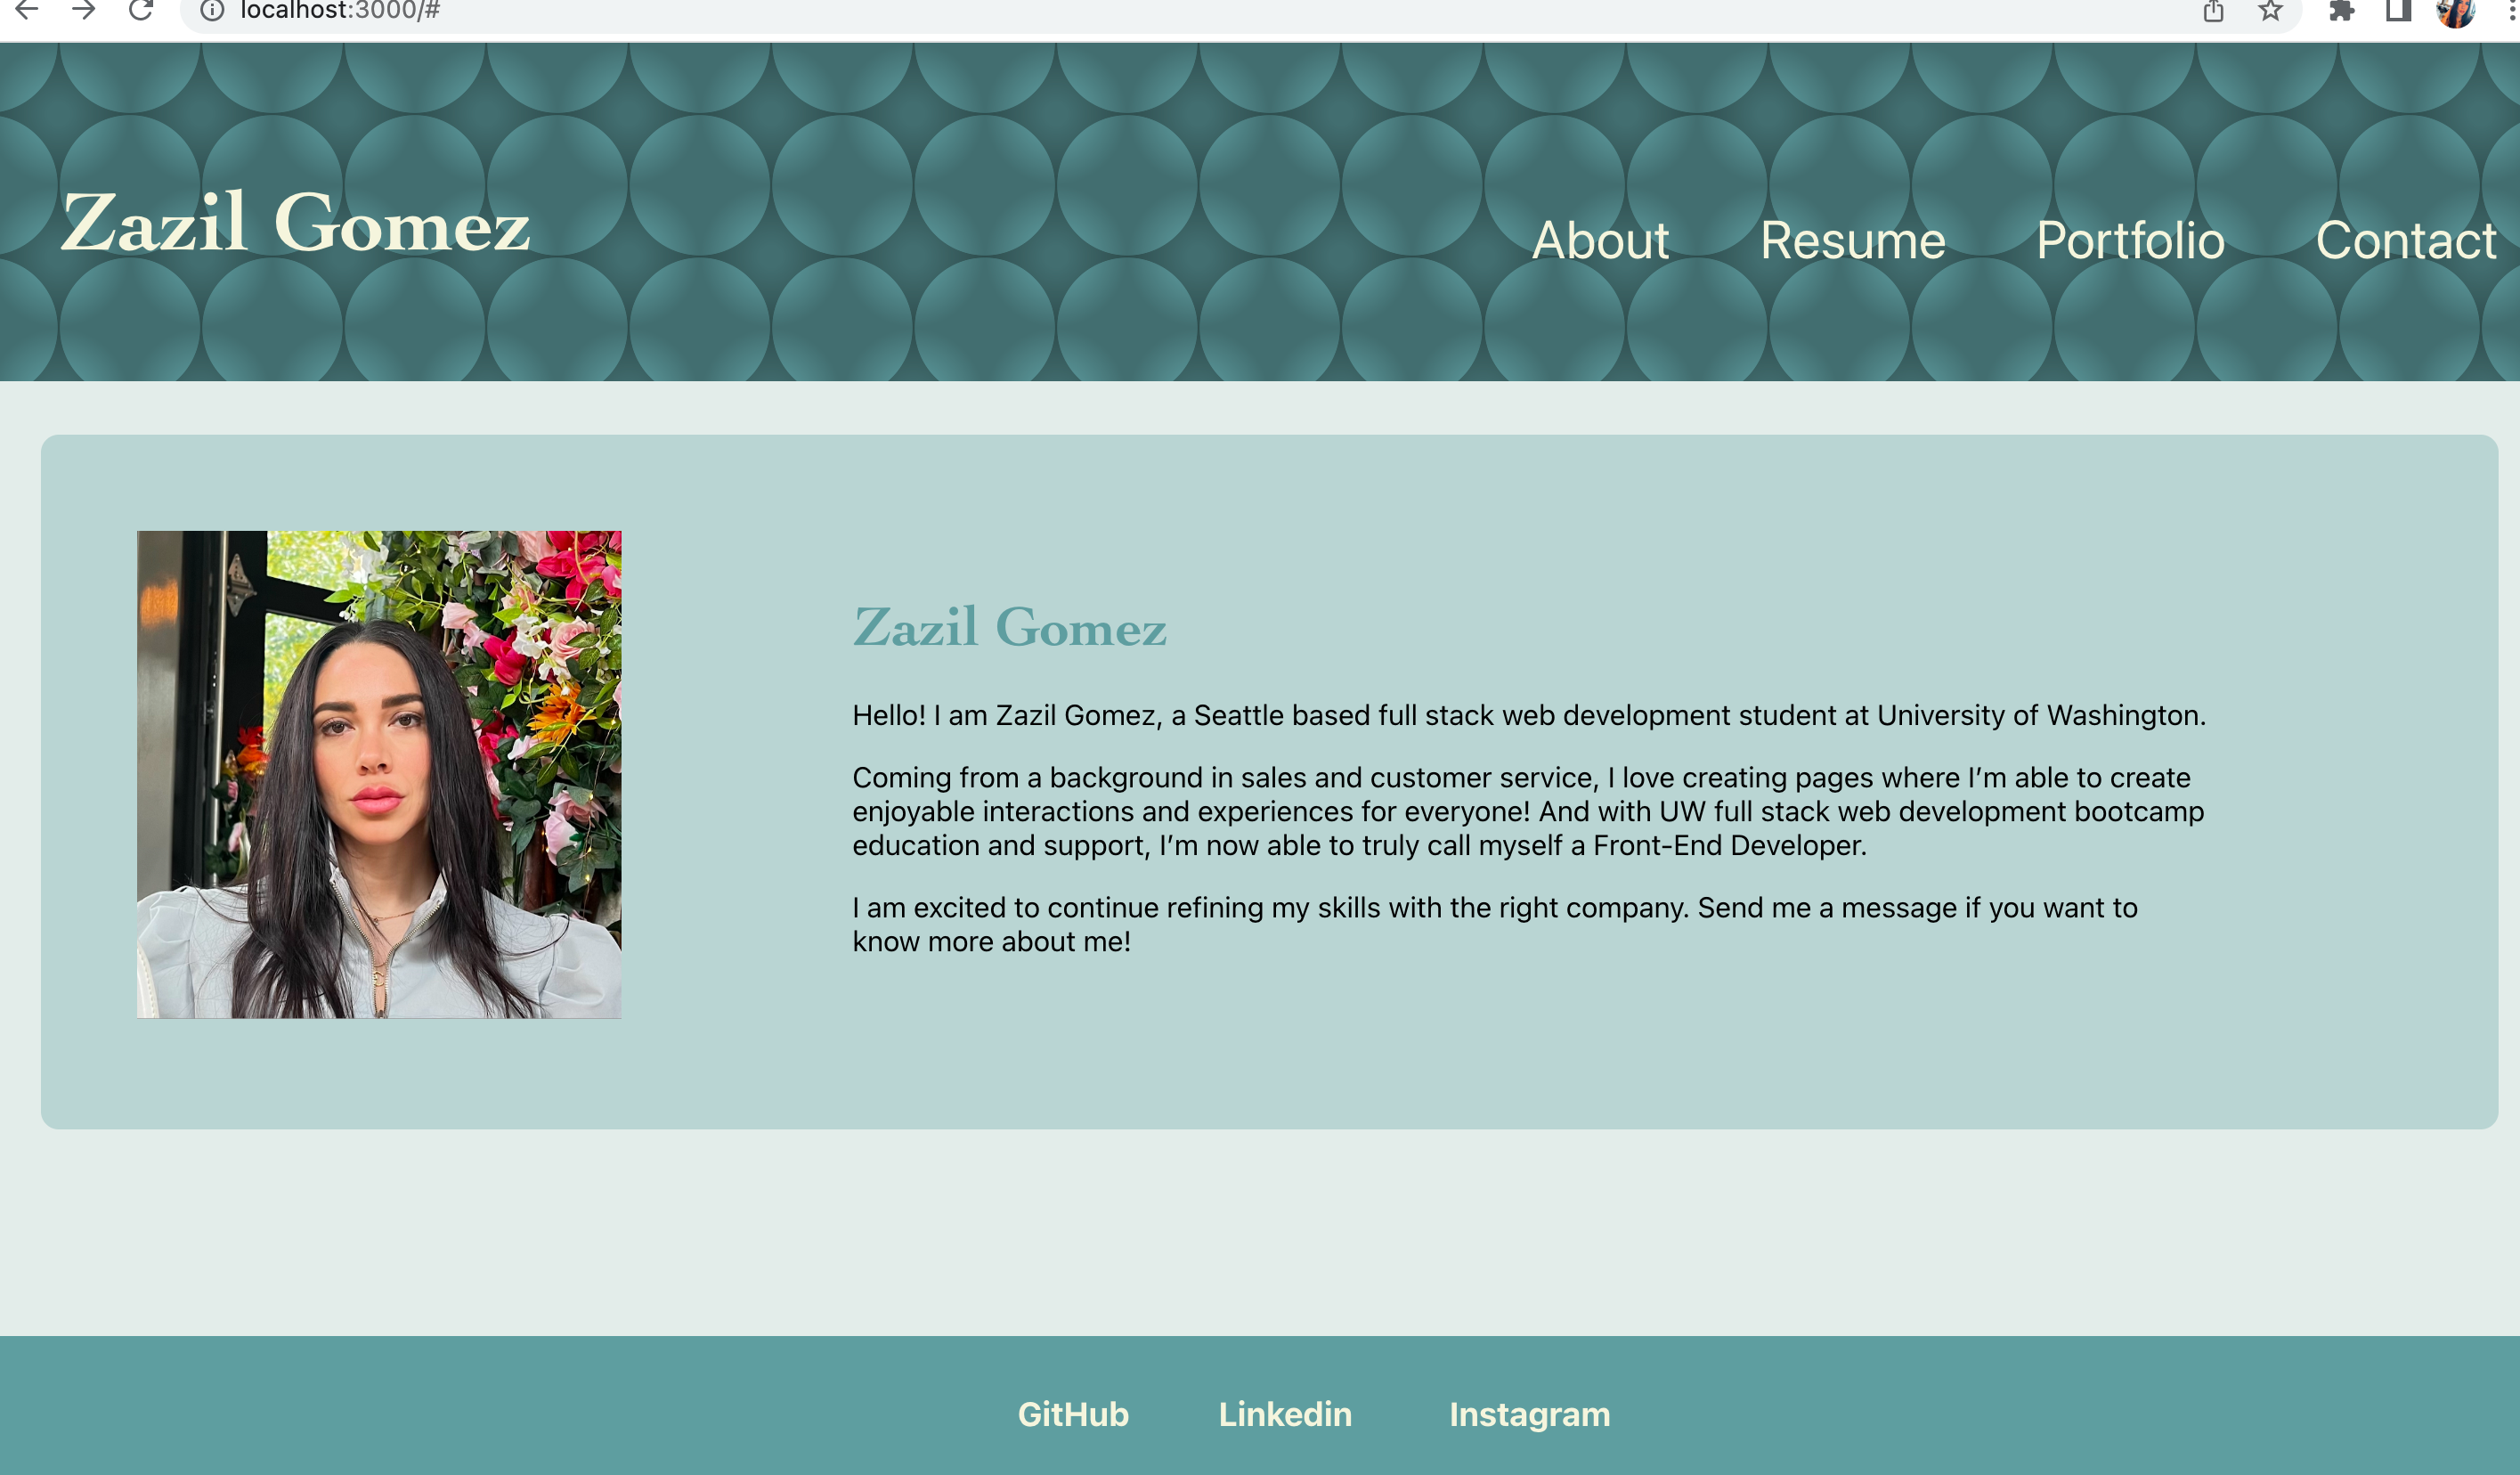 localhost:3000/#
Zazil Gomez
About Resume Portfolio Contact
Zazil Gomez
Hello! I am Zazil Gomez, a Seattle based full stack web development student at University of Washington.
Coming from a background in sales and customer service, I love creating pages where I’m able to create
enjoyable interactions and experiences for everyone! And with UW full stack web development bootcamp
education and support, I’m now able to truly call myself a Front-End Developer.
I am excited to continue refining my skills with the right company. Send me a message if you want to
know more about me!
GitHub Linkedin Instagram